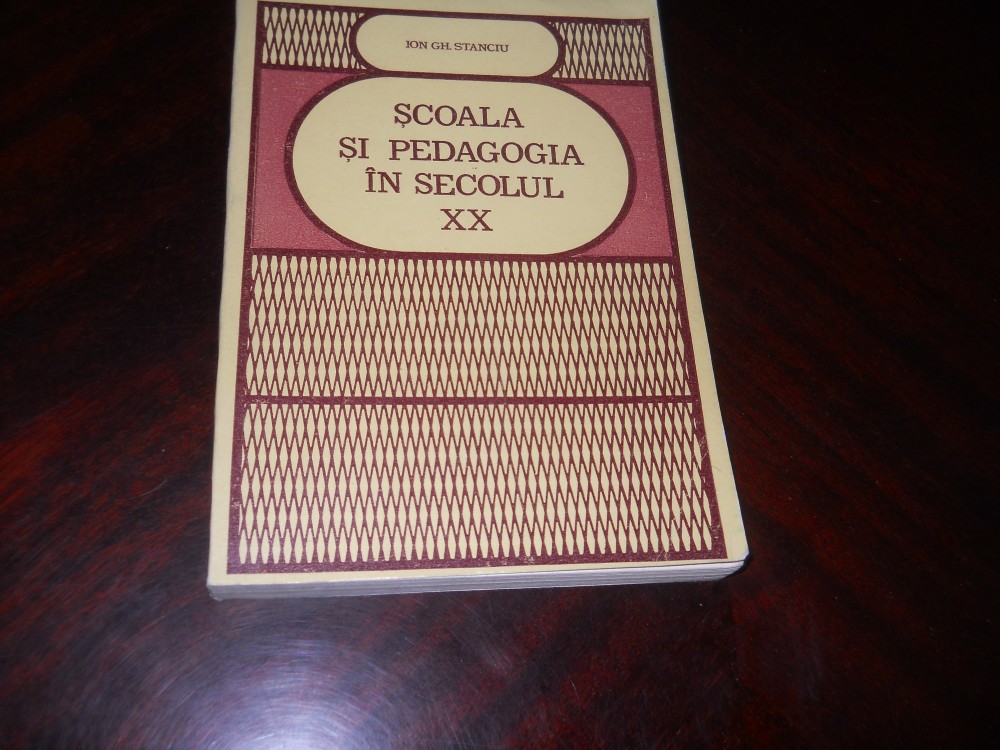 ION GH. STANCIU
ȘCOALA
ȘI PEDAGOGIA
ÎN SECOLUL
XX